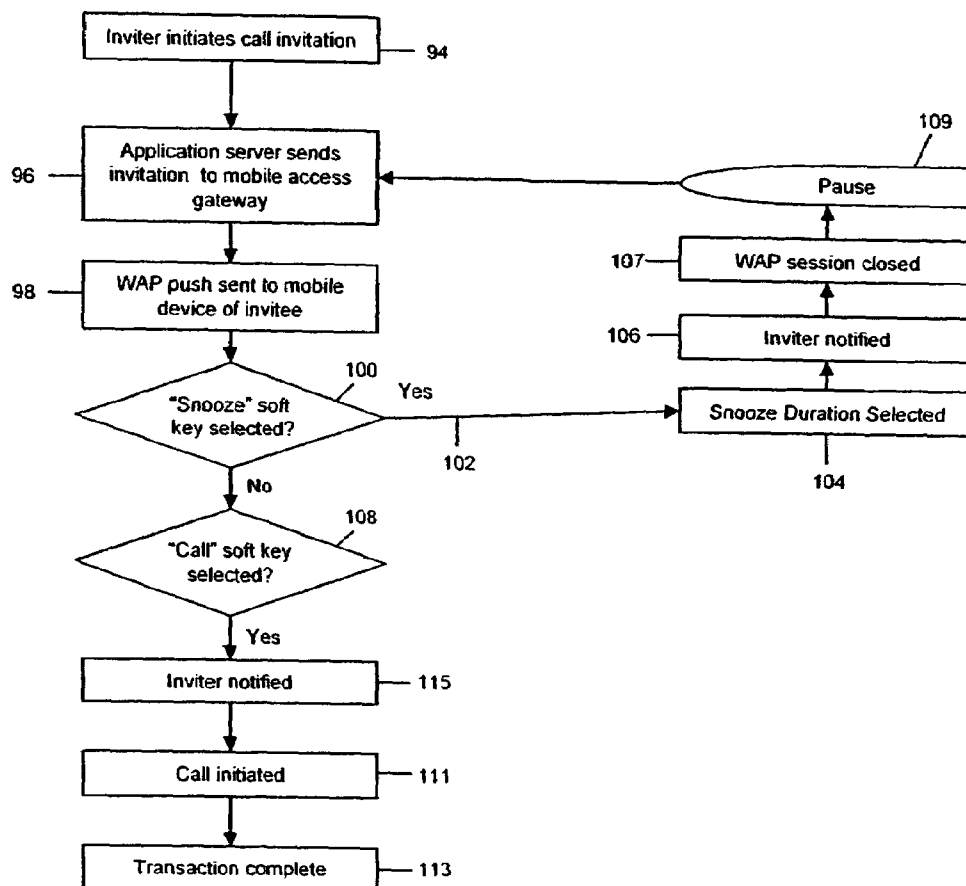 Inviter initiates call invitation
94
109
Application server sends
invitation to mobile access
gateway
96
Pause
107
WAP session closed
98
WAP push sent to mobile
device of invitee
106
Inviter notified
100
Yes
"Snooze" soft
key selected?
Snooze Duration Selected
102
104
No
108
"Call" soft key
selected?
Yes
Inviter notified
115
Call initiated
111
Transaction complete
113